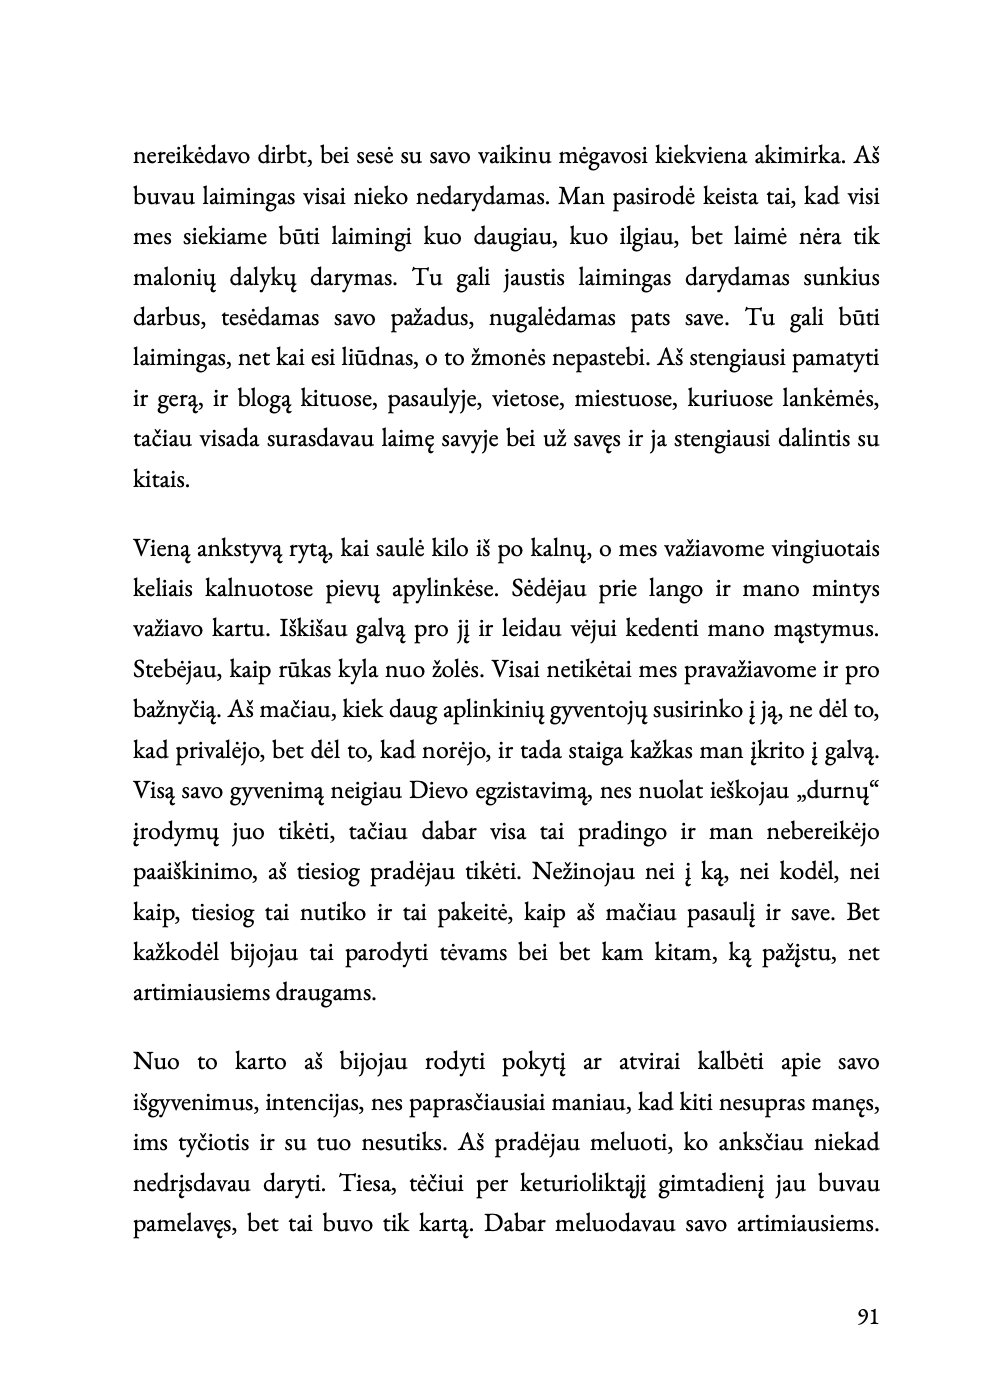 nereikėdavo dirbt, bei sesė su savo vaikinu mėgavosi kiekviena akimirka. Aš
buvau laimingas visai nieko nedarydamas. Man pasirodė keista tai, kad visi
mes siekiame būti laimingi kuo daugiau, kuo ilgiau, bet laimė nėra tik
malonių dalykų darymas. Tu gali jaustis laimingas darydamas sunkius
darbus, tesėdamas savo pažadus, nugalėdamas pats save. Tu gali būti
laimingas, net kai esi liūdnas, o to žmonės nepastebi. Aš stengiausi pamatyti
ir gerą, ir blogą kituose, pasaulyje, vietose, miestuose, kuriuose lankėmės,
tačiau visada surasdavau laimę savyje bei už savęs ir ja stengiausi dalintis su
kitais.
Vieną ankstyvą rytą, kai saulė kilo iš po kalnų, o mes važiavome vingiuotais
keliais kalnuotose pievų apylinkėse. Sėdėjau prie lango ir mano mintys
važiavo kartu. Iškišau galvą pro jį ir leidau vėjui kedenti mano mąstymus.
Stebėjau, kaip rūkas kyla nuo žolės. Visai netikėtai mes pravažiavome ir pro
bažnyčią. Aš mačiau, kiek daug aplinkinių gyventojų susirinko į ją, ne dėl to,
kad privalėjo, bet dėl to, kad norėjo, ir tada staiga kažkas man įkrito į galvą.
Visą savo gyvenimą neigiau Dievo egzistavimą, nes nuolat ieškojau „durnų“
įrodymų juo tikėti, tačiau dabar visa tai pradingo ir man nebereikėjo
paaiškinimo, aš tiesiog pradėjau tikėti. Nežinojau nei į ką, nei kodėl, nei
kaip, tiesiog tai nutiko ir tai pakeitė, kaip aš mačiau pasaulį ir save. Bet
kažkodėl bijojau tai parodyti tėvams bei bet kam kitam, ką pažįstu, net
artimiausiems draugams.
Nuo to karto aš bijojau rodyti pokytį ar atvirai kalbėti apie savo
išgyvenimus, intencijas, nes paprasčiausiai maniau, kad kiti nesupras manęs,
ims tyčiotis ir su tuo nesutiks. Aš pradėjau meluoti, ko anksčiau niekad
nedrįsdavau daryti. Tiesa, tėčiui per keturioliktąjį gimtadienį jau buvau
pamelavęs, bet tai buvo tik kartą. Dabar meluodavau savo artimiausiems.
91